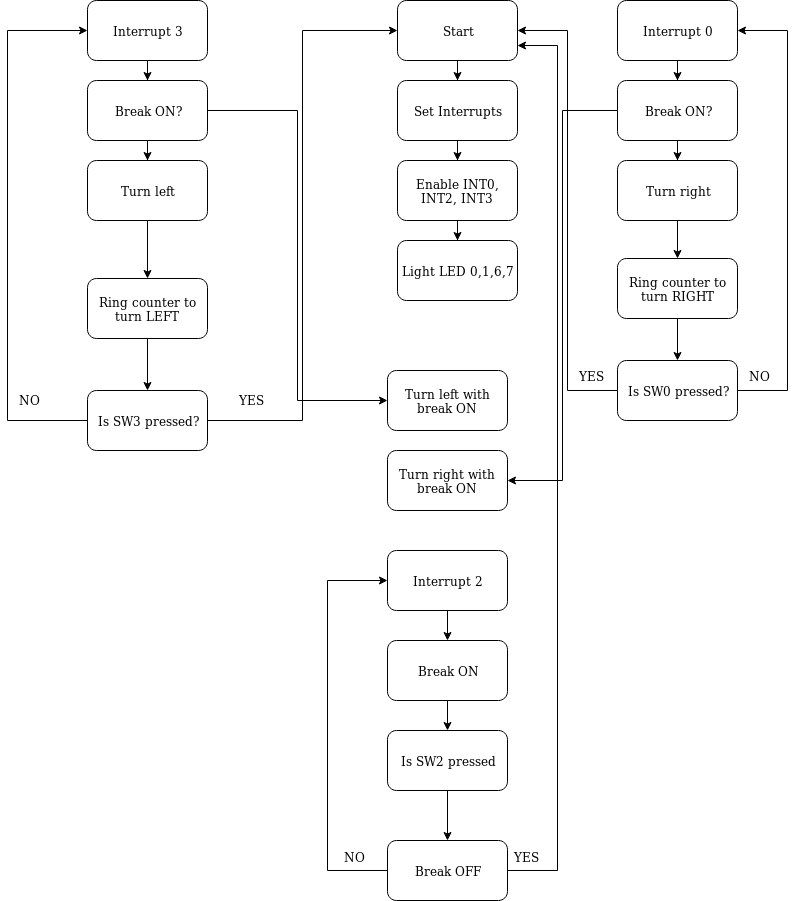 Interrupt 3
Break ON?
Turn left
Ring counter to
turn LEFT
Is SW3 pressed?
NO
YES
Start
Set Interrupts
Enable INT0,
INT2, INT3
Light LED 0,1,6,7
Turn left with
break ON
Turn right with
break ON
Interrupt 0
Break ON?
Turn right
Ring counter to
turn RIGHT
Is SW0 pressed?
YES
NO
Interrupt 2
Break ON
Is SW2 pressed
Break OFF
NO
YES